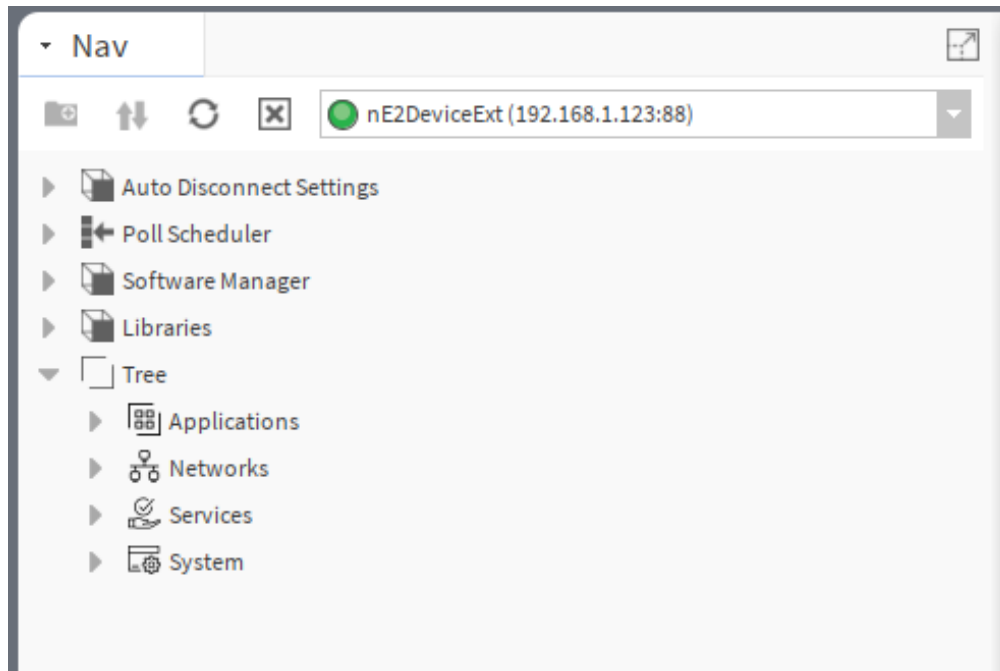 Nav
nE2DeviceExt (192.168.1.123:88)
Auto Disconnect Settings
Poll Scheduler
Software Manager
Libraries
Tree
Applications
Networks
Services
System